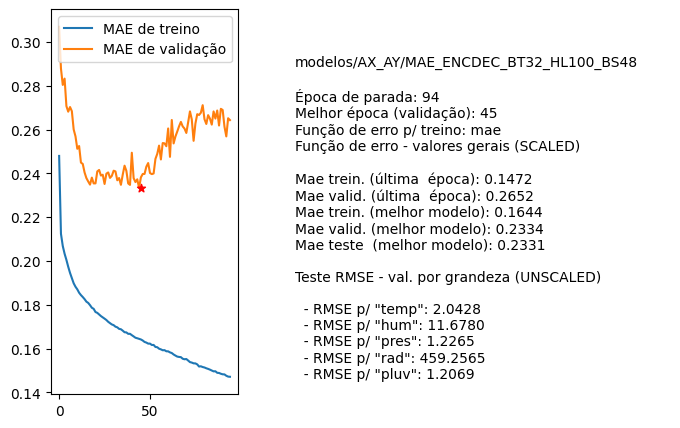 MAE de treino
MAE de validação
0.30
0.28
0.26
0.24
0.22
0.20
0.18
0.16
0.14
0
50
modelos/AX_AY/MAE_ENCDEC_BT32_HL100_BS48
Época de parada: 94
Melhor época (validação): 45
Função de erro p/ treino: mae
Função de erro - valores gerais (SCALED)
Mae trein. (última  época): 0.1472
Mae valid. (última  época): 0.2652
Mae trein. (melhor modelo): 0.1644
Mae valid. (melhor modelo): 0.2334
Mae teste  (melhor modelo): 0.2331
Teste RMSE - val. por grandeza (UNSCALED)
- RMSE p/ "temp": 2.0428
- RMSE p/ "hum": 11.6780
- RMSE p/ "pres": 1.2265
- RMSE p/ "rad": 459.2565
- RMSE p/ "pluv": 1.2069